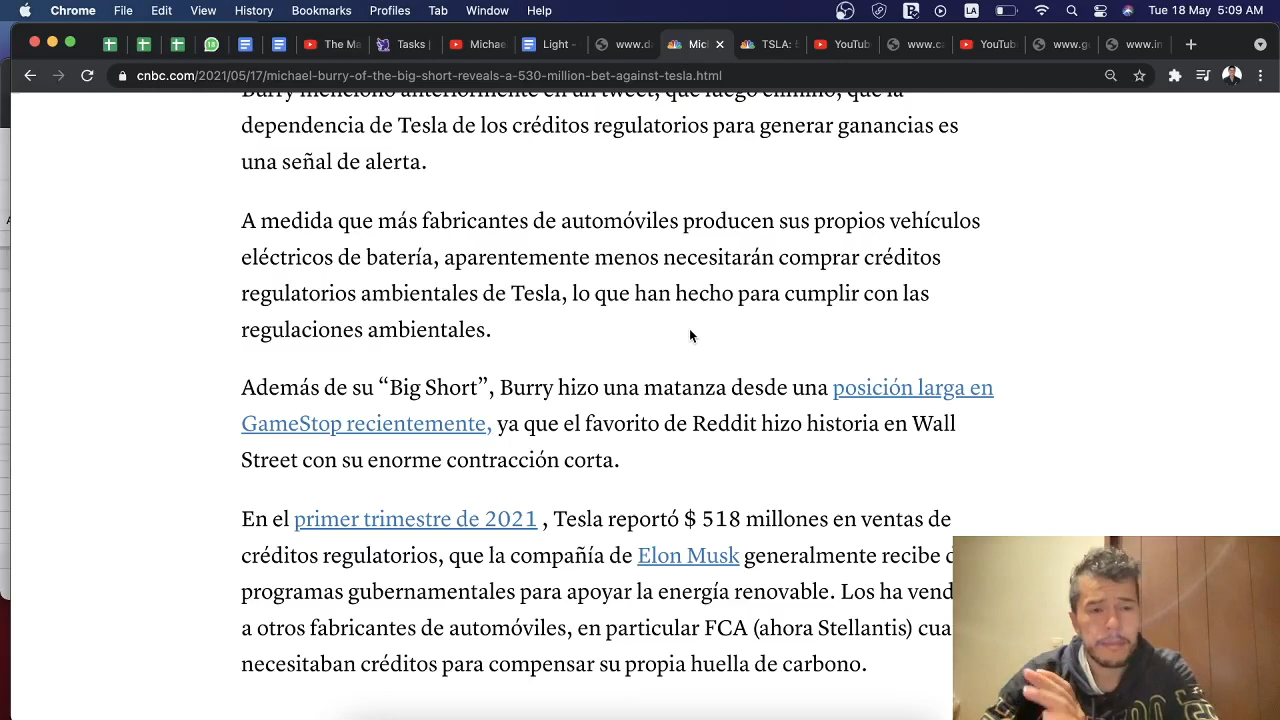 Chrome File Edit View History Bookmarks Profiles Tab Window Help LA Tue 18 May 5:09 AM
The Ma Tasks Michae Light - www.d Mic TSLA: YouTub www.c YouTub www.g www.in
cnbc.com/2021/05/17/michael-burry-of-the-big-short-reveals-a-530-million-bet-against-tesla.html
Burry mencionó anteriormente en un tweet, que luego eliminó, que la
dependencia de Tesla de los créditos regulatorios para generar ganancias es
una señal de alerta.
A medida que más fabricantes de automóviles producen sus propios vehículos
eléctricos de batería, aparentemente menos necesitarán comprar créditos
regulatorios ambientales de Tesla, lo que han hecho para cumplir con las
regulaciones ambientales.
Además de su “Big Short”, Burry hizo una matanza desde una posición larga en
GameStop recientemente, ya que el favorito de Reddit hizo historia en Wall
Street con su enorme contracción corta.
En el primer trimestre de 2021 , Tesla reportó $ 518 millones en ventas de
créditos regulatorios, que la compañía de Elon Musk generalmente recibe d
programas gubernamentales para apoyar la energía renovable. Los ha vend
a otros fabricantes de automóviles, en particular FCA (ahora Stellantis) cua
necesitaban créditos para compensar su propia huella de carbono.